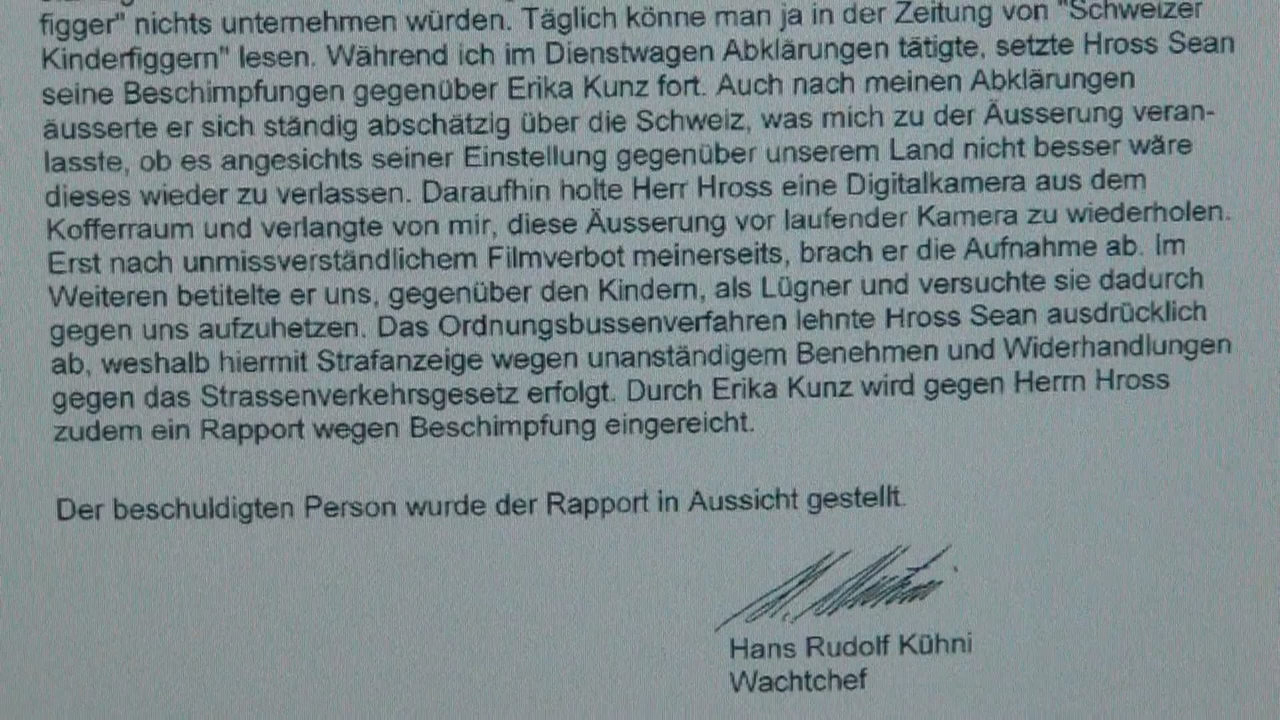 figger" nichts unternehmen würden. Täglich könne man ja in der Zeitung von "Schweizer
Kinderfiggern" lesen. Während ich im Dienstwagen Abklärungen tätigte, setzte Hross Sean
seine Beschimpfungen gegenüber Erika Kunz fort. Auch nach meinen Abklärungen
äusserte er sich ständig abschätzig über die Schweiz, was mich zu der Äusserung veran-
lasste, ob es angesichts seiner Einstellung gegenüber unserem Land nicht besser wäre
dieses wieder zu verlassen. Daraufhin holte Herr Hross eine Digitalkamera aus dem
Kofferraum und verlangte von mir, diese Äusserung vor laufender Kamera zu wiederholen.
Erst nach unmissverständlichem Filmverbot meinerseits, brach er die Aufnahme ab. Im
Weiteren betitelte er uns, gegenüber den Kindern, als Lügner und versuchte sie dadurch
gegen uns aufzuhetzen. Das Ordnungsbussenverfahren lehnte Hross Sean ausdrücklich
ab, weshalb hiermit Strafanzeige wegen unanständigem Benehmen und Widerhandlungen
gegen das Strassenverkehrsgesetz erfolgt. Durch Erika Kunz wird gegen Herrn Hross
zudem ein Rapport wegen Beschimpfung eingereicht.
Der beschuldigten Person wurde der Rapport in Aussicht gestellt.
Hans Rudolf Kühni
Wachtchef